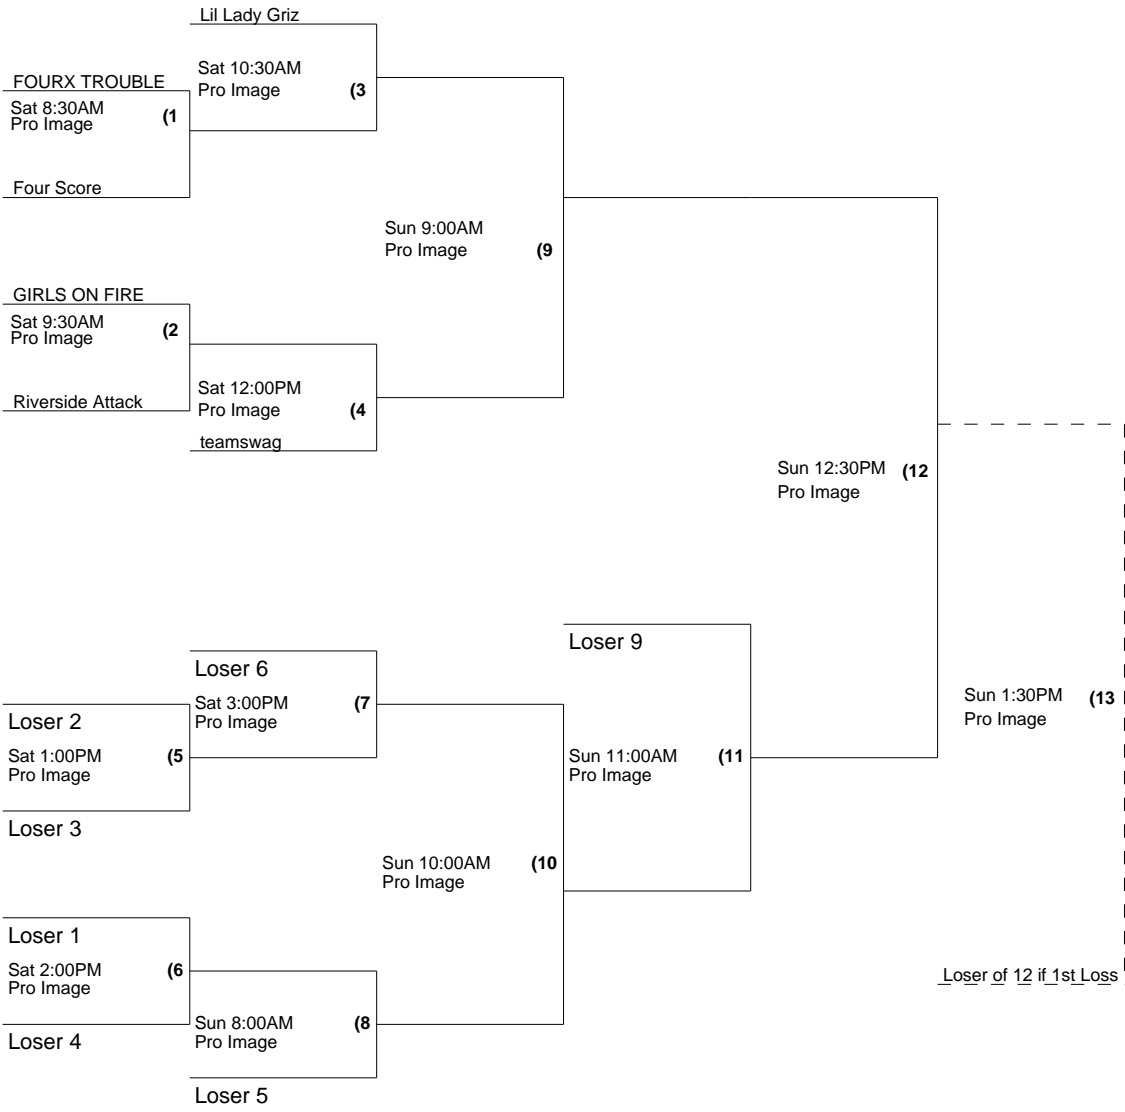 Lil Lady Griz
Sat 10:30AM
Pro Image (3
FOURX TROUBLE
Sat 8:30AM
Pro Image (1
Four Score
Sun 9:00AM
Pro Image (9
GIRLS ON FIRE
Sat 9:30AM
Pro Image (2
Riverside Attack
Sat 12:00PM
Pro Image (4
teamswag
Sun 12:30PM (12
Pro Image
Loser 9
Loser 6
Sat 3:00PM (7
Pro Image
Loser 2
Sat 1:00PM (5
Pro Image
Loser 3
Sun 11:00AM (11
Pro Image
Sun 1:30PM (13
Pro Image
Sun 10:00AM (10
Pro Image
Loser 1
Sat 2:00PM (6
Pro Image
Loser 4
Sun 8:00AM (8
Pro Image
Loser 5
Loser of 12 if 1st Loss